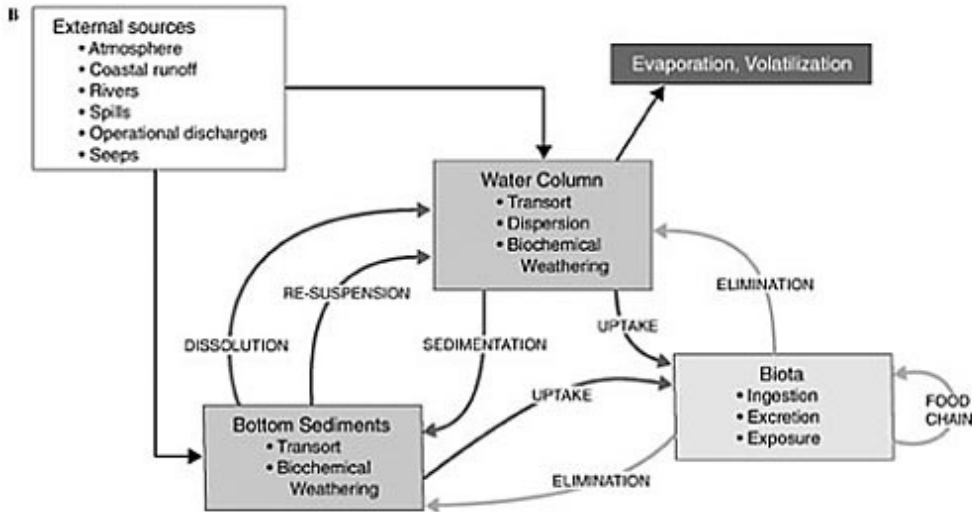 B
External sources
• Atmosphere
• Coastal runoff
• Rivers
• Spills
• Operational discharges
• Seeps
Evaporation, Volatilization
Water Column
• Transort
• Dispersion
• Biochemical
Weathering
RE-SUSPENSION
ELIMINATION
DISSOLUTION
SEDIMENTATION
UPTAKE
Biota
• Ingestion
• Excretion
• Exposure
FOOD
CHAIN
UPTAKE
Bottom Sediments
• Transort
• Biochemical
Weathering
ELIMINATION